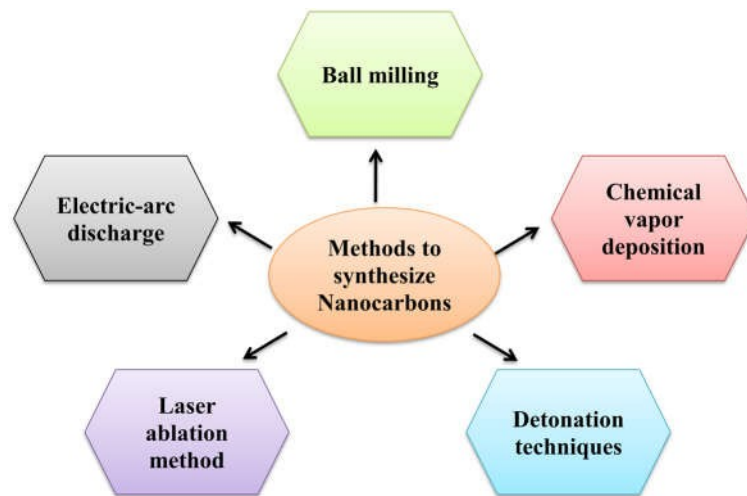 Ball milling
Electric-arc
discharge
Chemical
vapor
deposition
Methods to
synthesize
Nanocarbons
Laser
ablation
method
Detonation
techniques